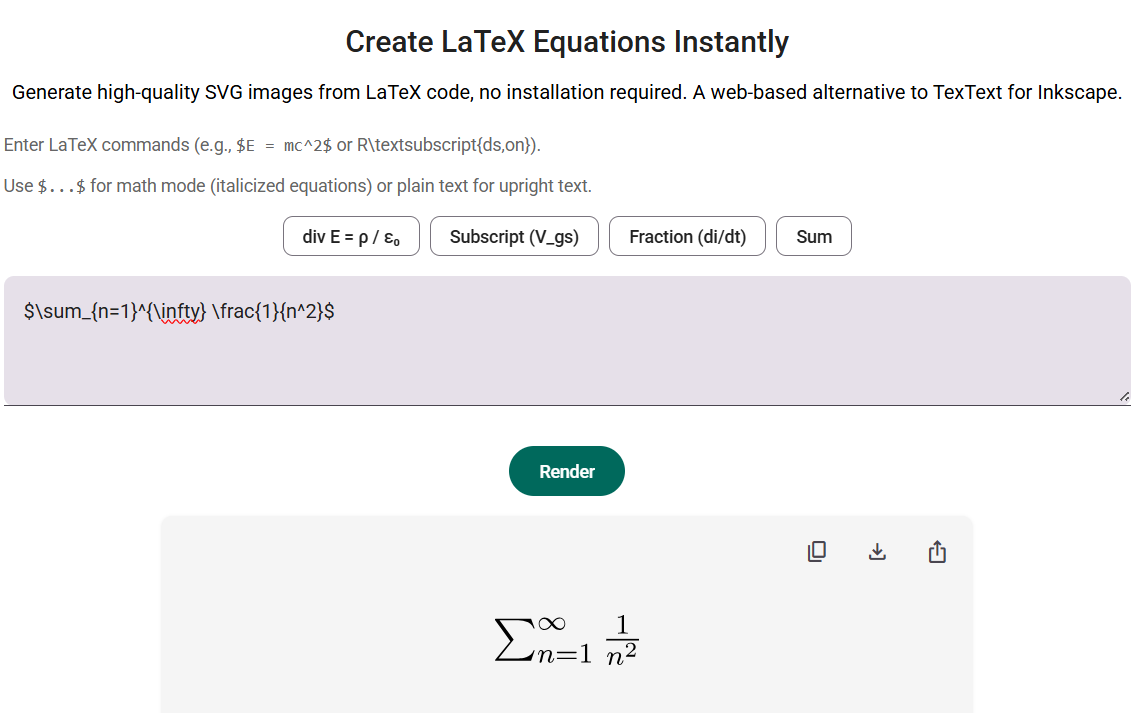 Create LaTeX Equations Instantly
Generate high-quality SVG images from LaTeX code, no installation required. A web-based alternative to TexText for Inkscape.
Enter LaTeX commands (e.g., $E = mc^2$ or R\textsubscript{ds,on}).
Use $...$ for math mode (italicized equations) or plain text for upright text.
div E = ρ / ε₀ Subscript (V_gs) Fraction (di/dt) Sum
$\sum_{n=1}^{\infty} \frac{1}{n^2}$
Render
∑_{n=1}^{∞} \frac{1}{n^2}